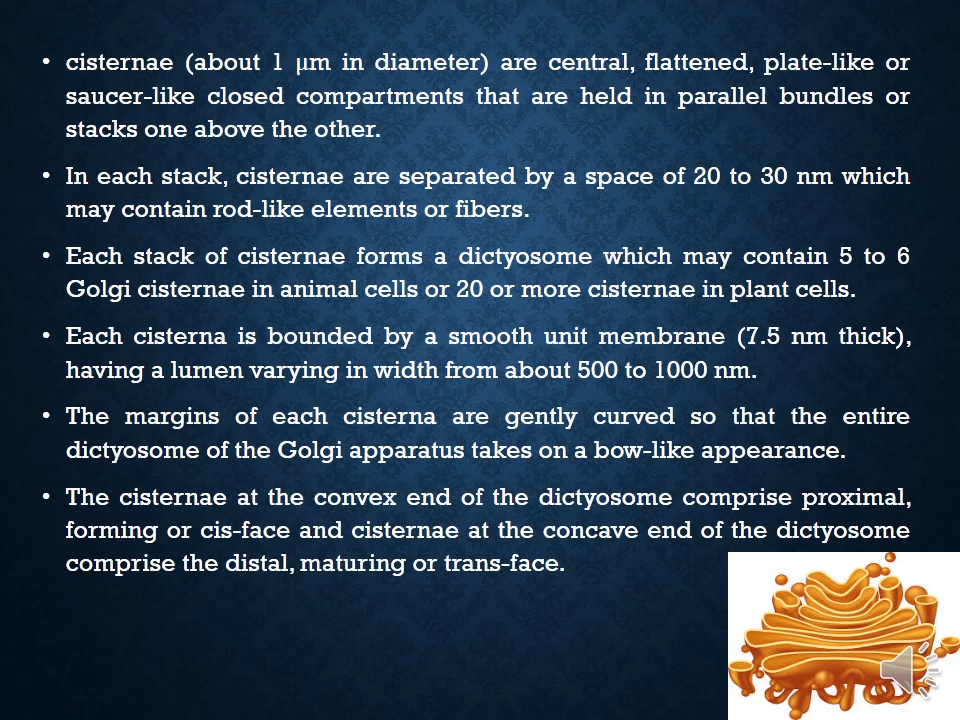 • cisternae (about 1 µm in diameter) are central, flattened, plate-like or
saucer-like closed compartments that are held in parallel bundles or
stacks one above the other.
• In each stack, cisternae are separated by a space of 20 to 30 nm which
may contain rod-like elements or fibers.
• Each stack of cisternae forms a dictyosome which may contain 5 to 6
Golgi cisternae in animal cells or 20 or more cisternae in plant cells.
• Each cisterna is bounded by a smooth unit membrane (7.5 nm thick),
having a lumen varying in width from about 500 to 1000 nm.
• The margins of each cisterna are gently curved so that the entire
dictyosome of the Golgi apparatus takes on a bow-like appearance.
• The cisternae at the convex end of the dictyosome comprise proximal,
forming or cis-face and cisternae at the concave end of the dictyosome
comprise the distal, maturing or trans-face.